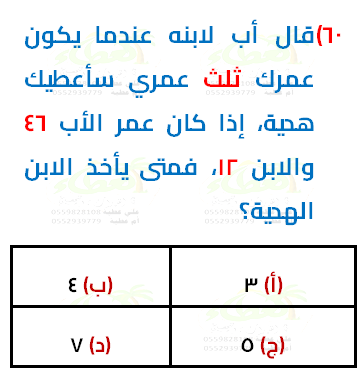 ٦٠) قال أب لابنه عندما يكون
عمرك ثلث عمري سأعطيك
هدية، إذا كان عمر الأب ٤٦
والابن ١٢، فمتى يأخذ الابن
الهدية؟
(أ) ٣ (ب) ٤
(ج) ٥ (د) ٧